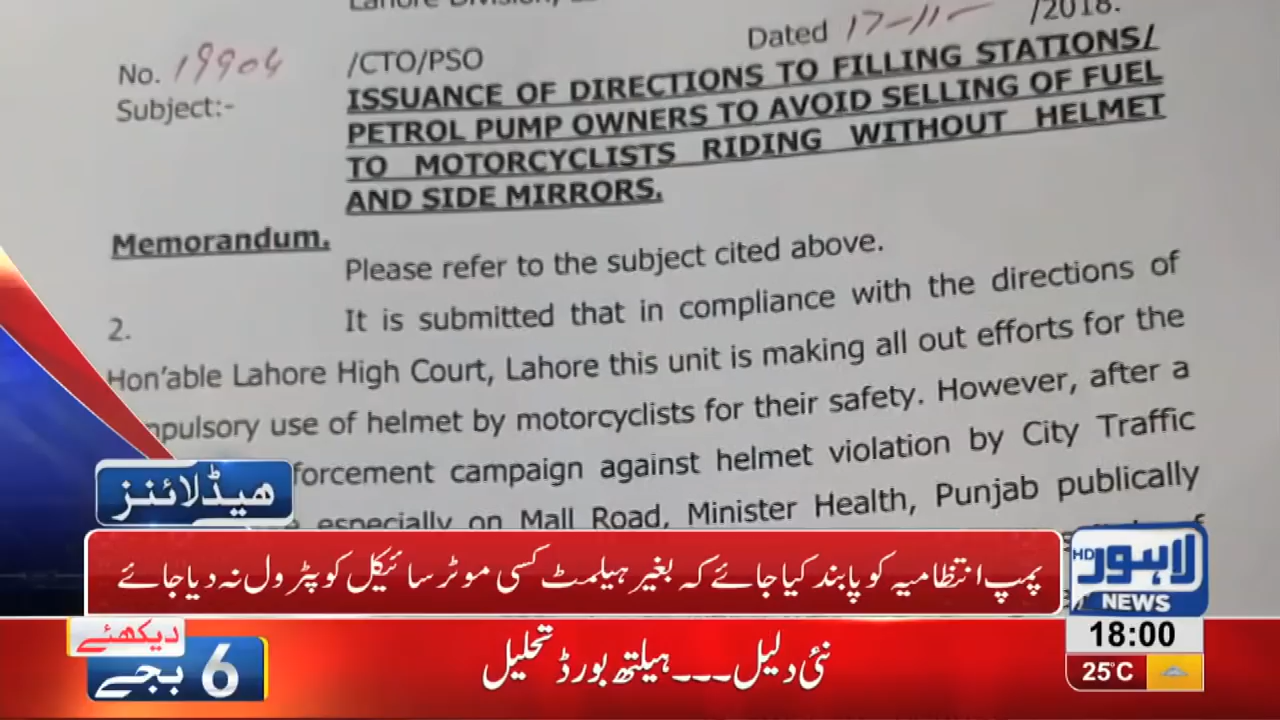 Lahore Division,
No. 19904 /CTO/PSO Dated 17-11- /2018.
Subject:- ISSUANCE OF DIRECTIONS TO FILLING STATIONS/
PETROL PUMP OWNERS TO AVOID SELLING OF FUEL
TO MOTORCYCLISTS RIDING WITHOUT HELMET
AND SIDE MIRRORS.
Memorandum.
Please refer to the subject cited above.
2. It is submitted that in compliance with the directions of
Hon'able Lahore High Court, Lahore this unit is making all out efforts for the
mpulsory use of helmet by motorcyclists for their safety. However, after a
forcement campaign against helmet violation by City Traffic
especially on Mall Road, Minister Health, Punjab publically
ھیڈلائنز
پمپ انتظامیہ کو پابند کیا جائے کہ بغیر ہیلمٹ کسی موٹر سائیکل کو پٹرول نہ دیا جائے
لاہور HD
NEWS
18:00
25°C
دیکھئے
6 بجے
نئی دلیل۔۔۔ہیلتھ بورڈ تحلیل